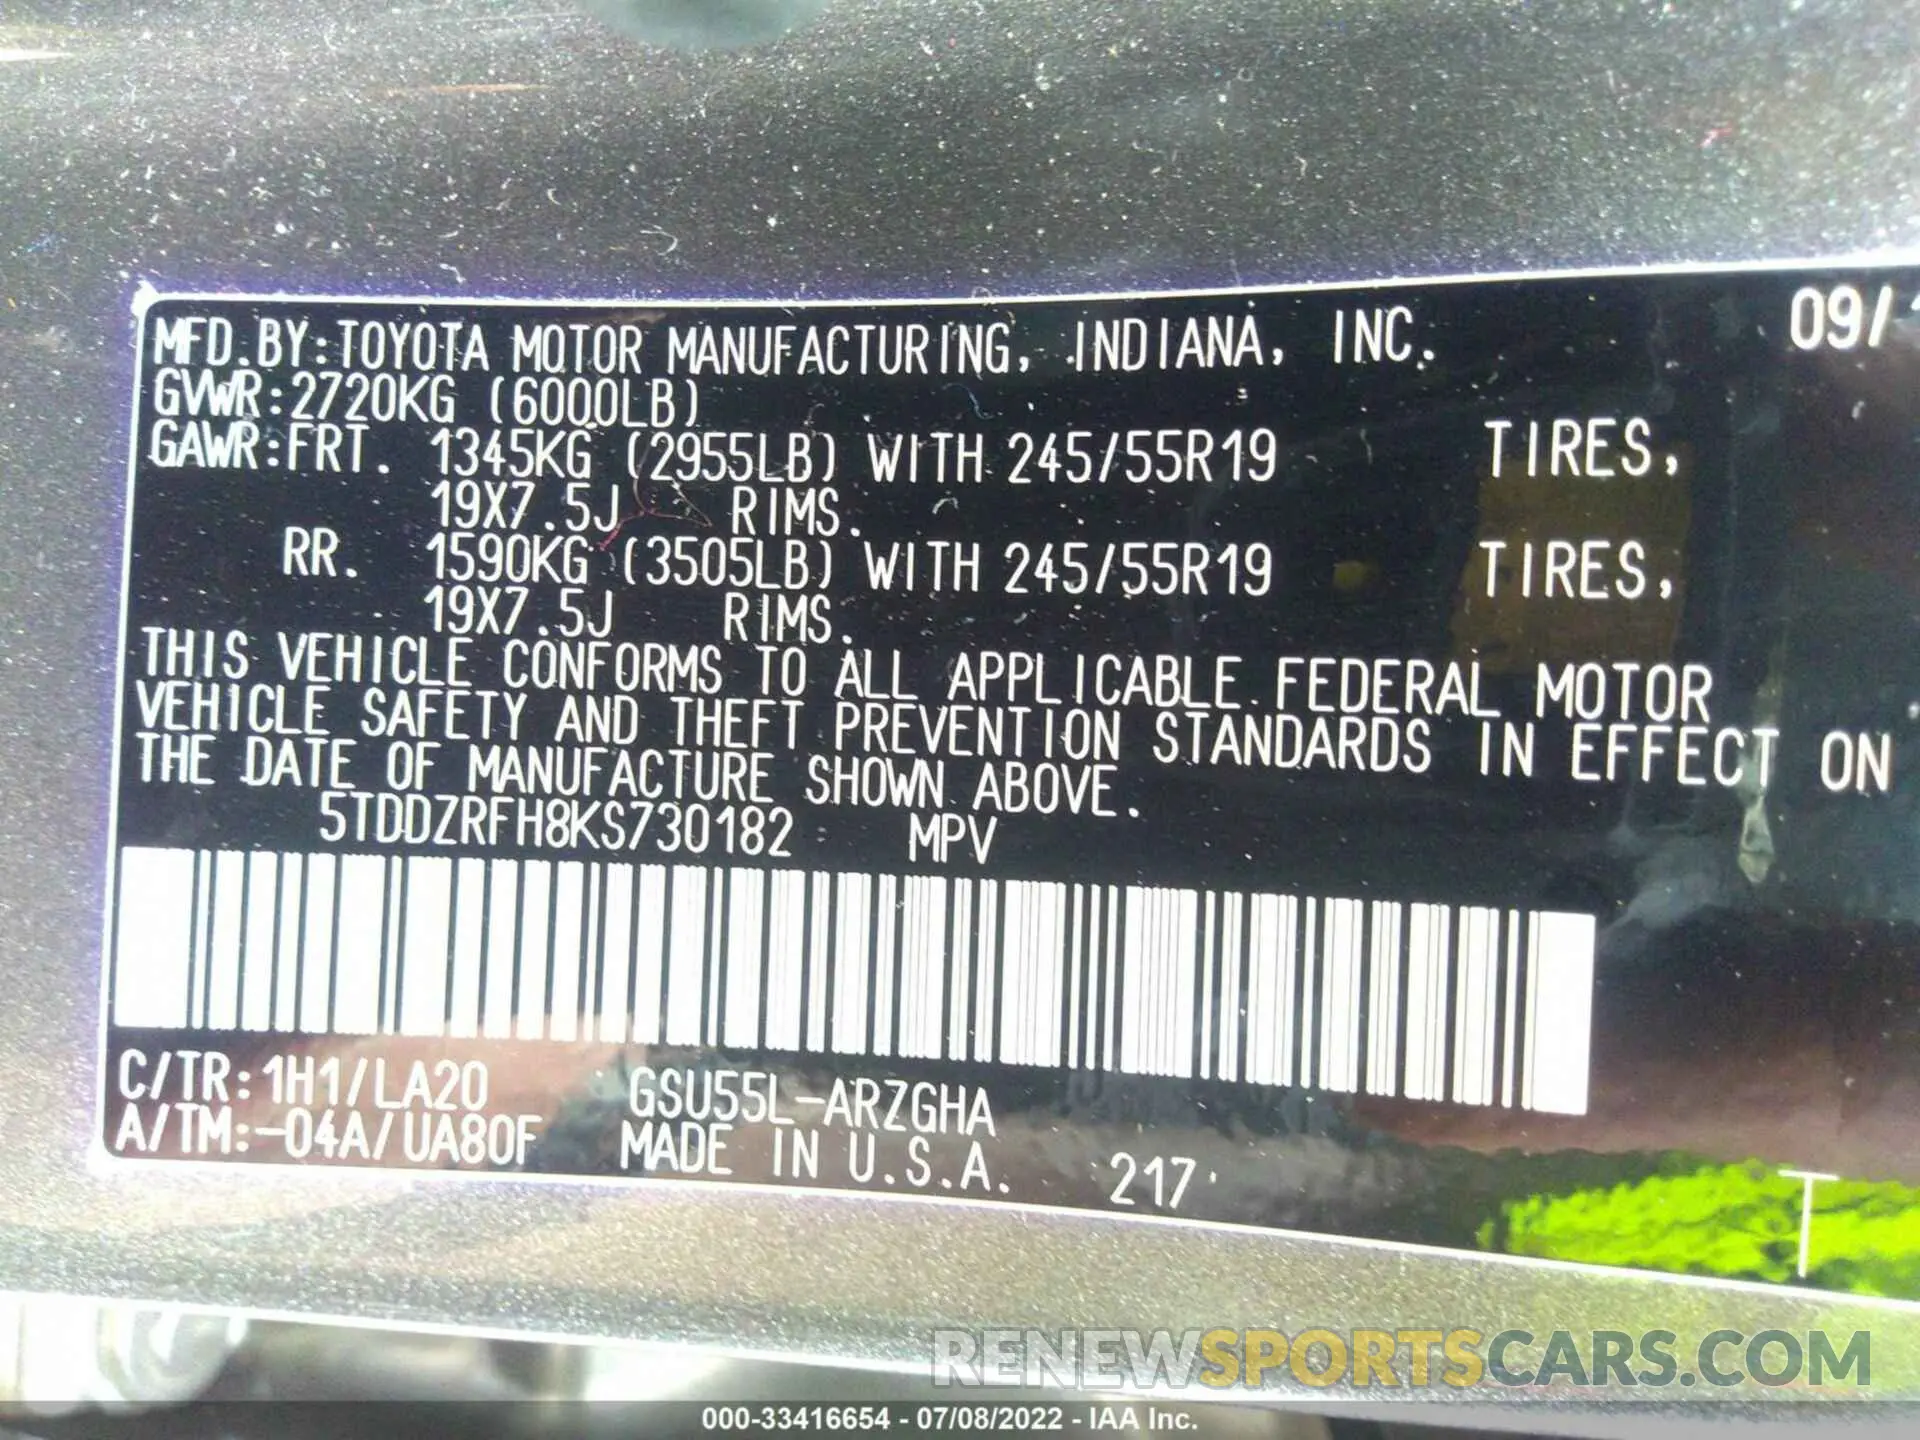 MFD.BY:TOYOTA MOTOR MANUFACTURING, INDIANA, INC. 09/
GVWR:2720KG (6000LB)
GAWR:FRT. 1345KG (2955LB) WITH 245/55R19 TIRES,
19X7.5J RIMS.
RR. 1590KG (3505LB) WITH 245/55R19 TIRES,
19X7.5J RIMS.
THIS VEHICLE CONFORMS TO ALL APPLICABLE FEDERAL MOTOR
VEHICLE SAFETY AND THEFT PREVENTION STANDARDS IN EFFECT ON
THE DATE OF MANUFACTURE SHOWN ABOVE.
5TDDZRFH8KS730182 MPV
C/TR:1H1/LA20 GSU55L-ARZGHA
A/TM:-04A/UA80F MADE IN U.S.A. 217
T
RENEWSPORTSCARS.COM
000-33416654 - 07/08/2022 - IAA Inc.